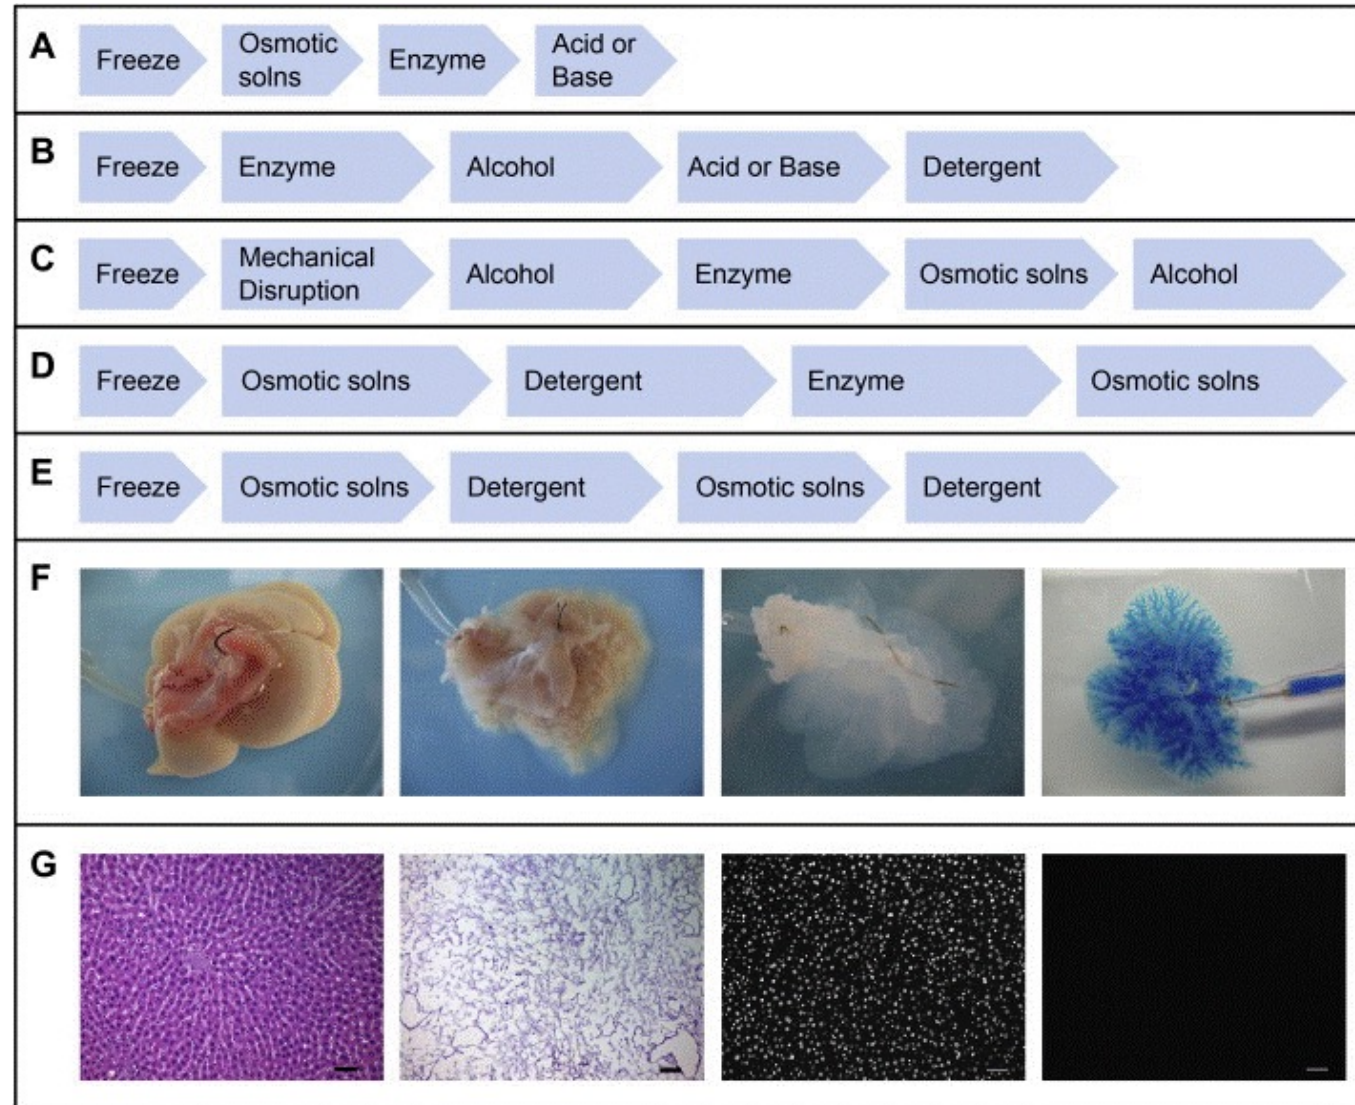 A
Freeze
Osmotic
solns
Enzyme
Acid or
Base
B
Freeze
Enzyme
Alcohol
Acid or Base
Detergent
C
Freeze
Mechanical
Disruption
Alcohol
Enzyme
Osmotic solns
Alcohol
D
Freeze
Osmotic solns
Detergent
Enzyme
Osmotic solns
E
Freeze
Osmotic solns
Detergent
Osmotic solns
Detergent
F
G